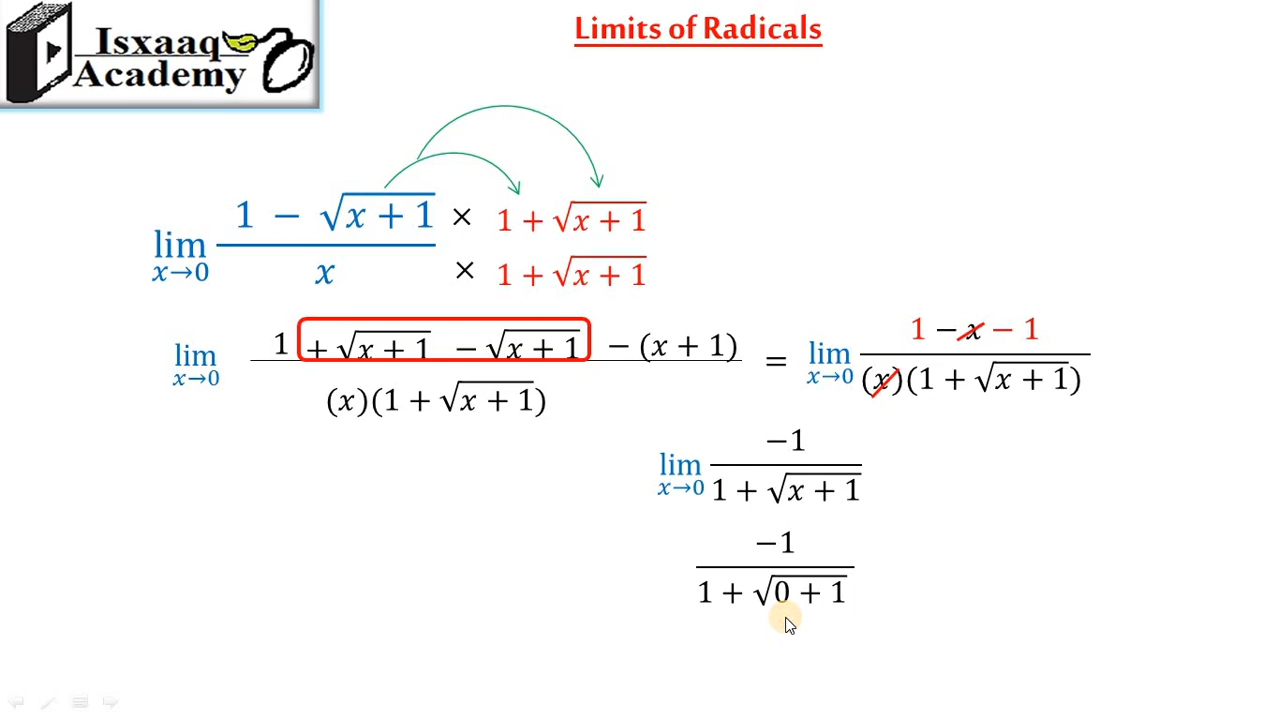 Isxaaq
Academy
Limits of Radicals
lim x→0 (1 − √(x + 1))/x × (1 + √(x + 1))/(1 + √(x + 1))
lim x→0 (1 + √(x + 1) − √(x + 1) − (x + 1))/((x)(1 + √(x + 1))) = lim x→0 (1 − x − 1)/((x)(1 + √(x + 1)))
lim x→0 −1/(1 + √(x + 1))
−1/(1 + √(0 + 1))